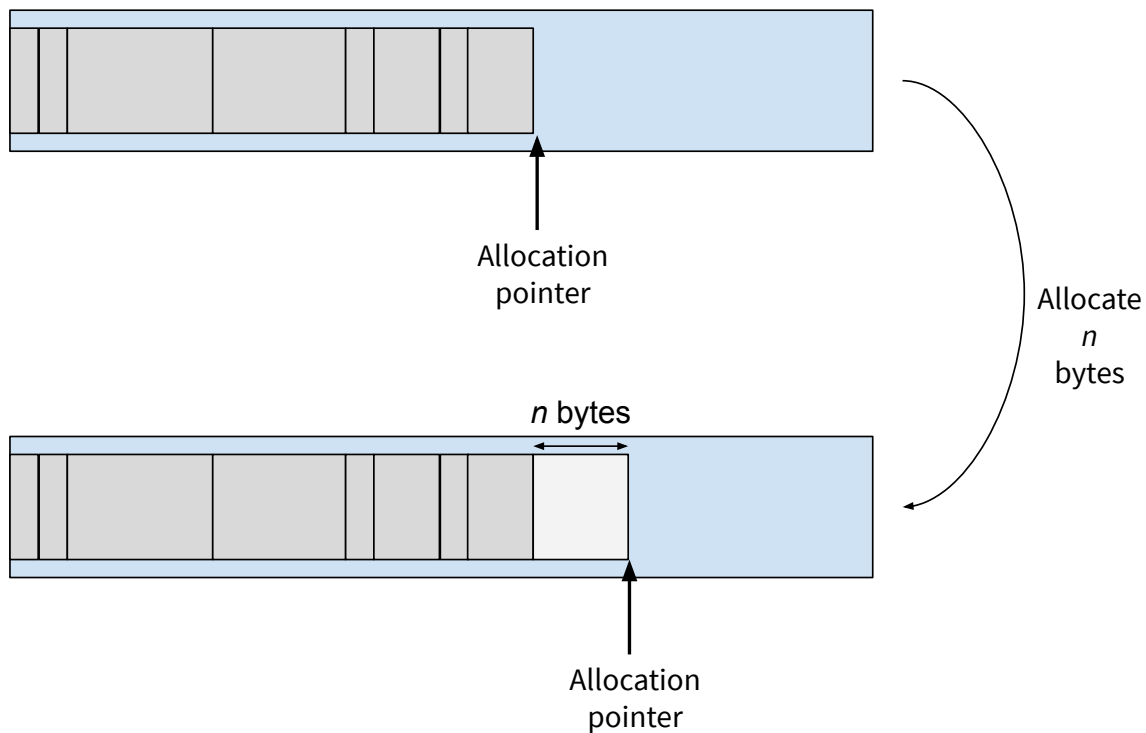 Allocation
pointer
Allocate
n
bytes
n bytes
Allocation
pointer